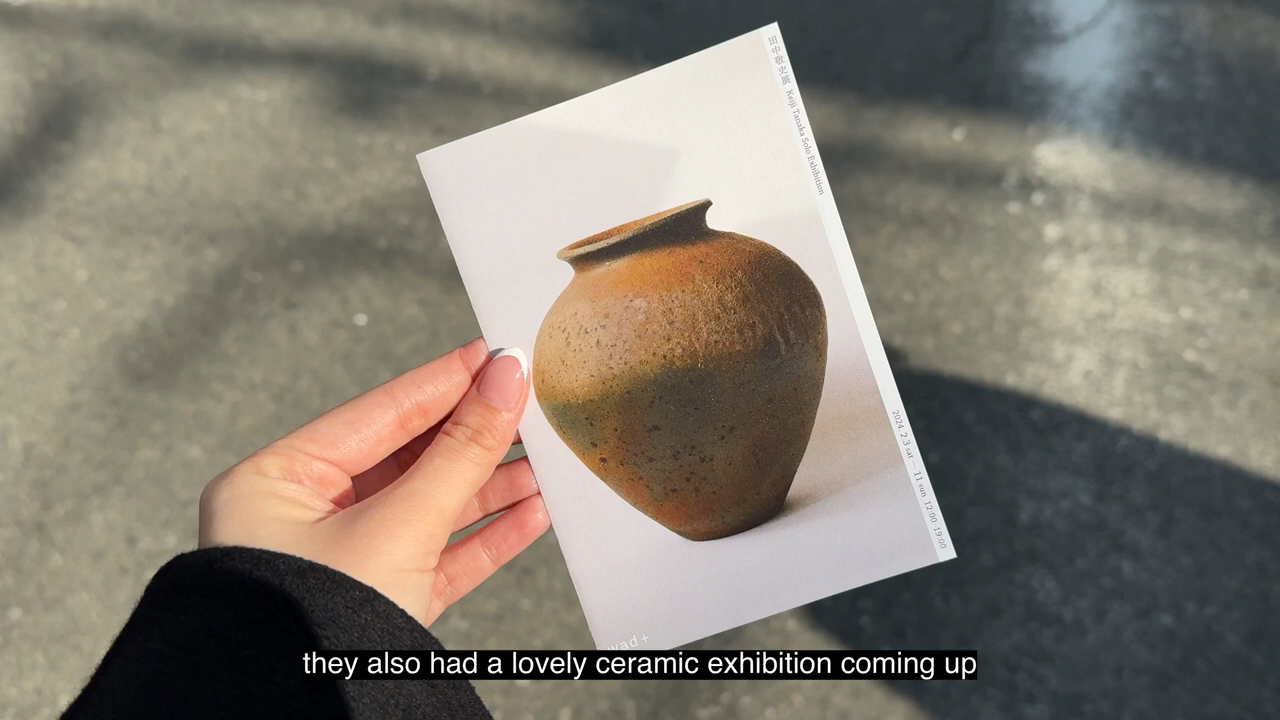 田中敬史展 Keiji Tanaka Solo Exhibition
2024. 2.3 sat — 11 sun 12:00-19:00
wad+
they also had a lovely ceramic exhibition coming up